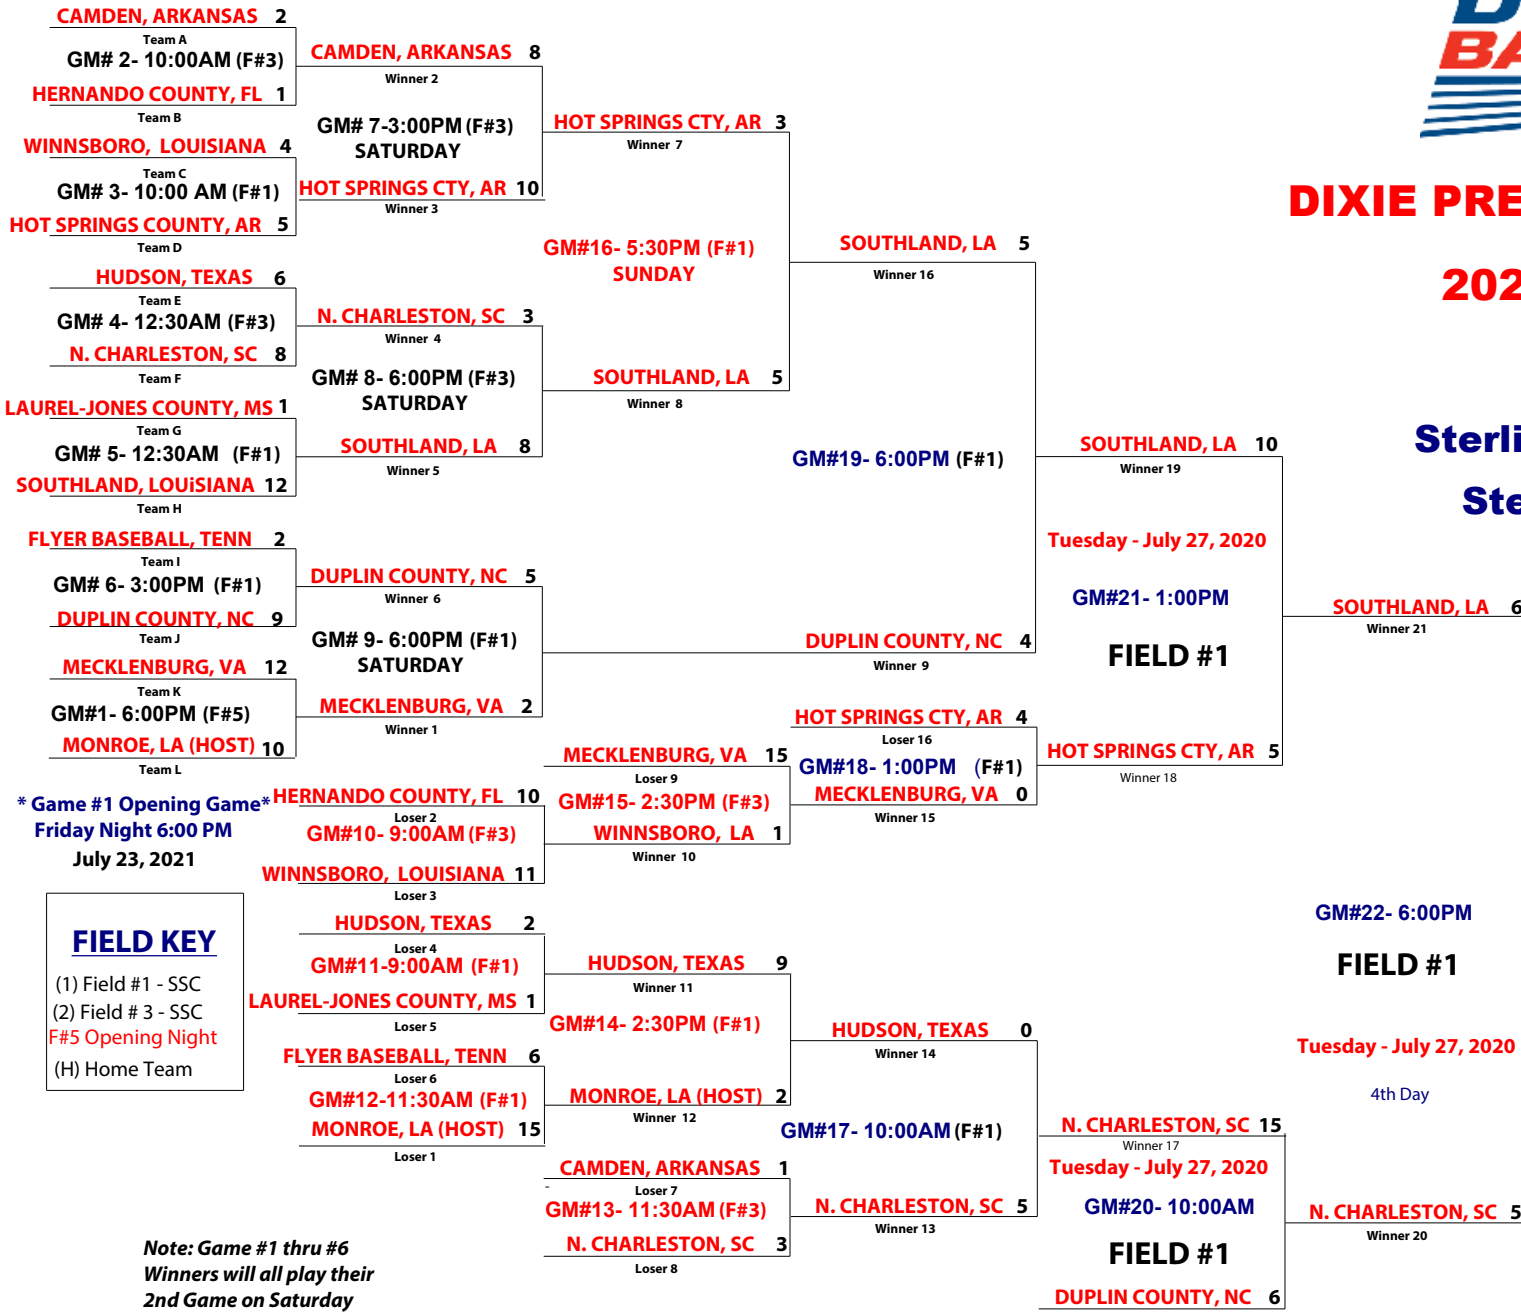 CAMDEN, ARKANSAS 2
Team A
GM# 2- 10:00AM (F#3)
HERNANDO COUNTY, FL 1
Team B
WINNSBORO, LOUISIANA 4
Team C
GM# 3- 10:00 AM (F#1)
HOT SPRINGS COUNTY, AR 5
Team D
HUDSON, TEXAS 6
Team E
GM# 4- 12:30AM (F#3)
N. CHARLESTON, SC 8
Team F
LAUREL-JONES COUNTY, MS 1
Team G
GM# 5- 12:30AM (F#1)
SOUTHLAND, LOUiSIANA 12
Team H
FLYER BASEBALL, TENN 2
Team I
GM# 6- 3:00PM (F#1)
DUPLIN COUNTY, NC 9
Team J
MECKLENBURG, VA 12
Team K
GM#1- 6:00PM (F#5)
MONROE, LA (HOST) 10
Team L
* Game #1 Opening Game*
Friday Night 6:00 PM
July 23, 2021
FIELD KEY
(1) Field #1 - SSC
(2) Field # 3 - SSC
F#5 Opening Night
(H) Home Team
Note: Game #1 thru #6
Winners will all play their
2nd Game on Saturday
CAMDEN, ARKANSAS 8
Winner 2
GM# 7-3:00PM (F#3)
SATURDAY
HOT SPRINGS CTY, AR 10
Winner 3
N. CHARLESTON, SC 3
Winner 4
GM# 8- 6:00PM (F#3)
SATURDAY
SOUTHLAND, LA 8
Winner 5
DUPLIN COUNTY, NC 5
Winner 6
GM# 9- 6:00PM (F#1)
SATURDAY
MECKLENBURG, VA 2
Winner 1
HERNANDO COUNTY, FL 10
Loser 2
GM#10- 9:00AM (F#3)
WINNSBORO, LOUISIANA 11
Loser 3
HUDSON, TEXAS 2
Loser 4
GM#11-9:00AM (F#1)
LAUREL-JONES COUNTY, MS 1
Loser 5
FLYER BASEBALL, TENN 6
Loser 6
GM#12-11:30AM (F#1)
MONROE, LA (HOST) 15
Loser 1
HOT SPRINGS CTY, AR 3
Winner 7
GM#16- 5:30PM (F#1)
SUNDAY
SOUTHLAND, LA 5
Winner 8
MECKLENBURG, VA 15
Loser 9
GM#15- 2:30PM (F#3)
WINNSBORO, LA 1
Winner 10
HUDSON, TEXAS 9
Winner 11
GM#14- 2:30PM (F#1)
MONROE, LA (HOST) 2
Winner 12
CAMDEN, ARKANSAS 1
-
Loser 7
GM#13- 11:30AM (F#3)
N. CHARLESTON, SC 3
Loser 8
SOUTHLAND, LA 5
Winner 16
GM#19- 6:00PM (F#1)
DUPLIN COUNTY, NC 4
Winner 9
HOT SPRINGS CTY, AR 4
Loser 16
GM#18- 1:00PM (F#1)
MECKLENBURG, VA 0
Winner 15
HUDSON, TEXAS 0
Winner 14
GM#17- 10:00AM (F#1)
N. CHARLESTON, SC 5
Winner 13
SOUTHLAND, LA 10
Winner 19
Tuesday - July 27, 2020
GM#21- 1:00PM
FIELD #1
HOT SPRINGS CTY, AR 5
Winner 18
N. CHARLESTON, SC 15
Winner 17
Tuesday - July 27, 2020
GM#20- 10:00AM
FIELD #1
DUPLIN COUNTY, NC 6
DIXIE PRE
202
Sterli
Ste
SOUTHLAND, LA 6
Winner 21
GM#22- 6:00PM
FIELD #1
Tuesday - July 27, 2020
4th Day
N. CHARLESTON, SC 5
Winner 20